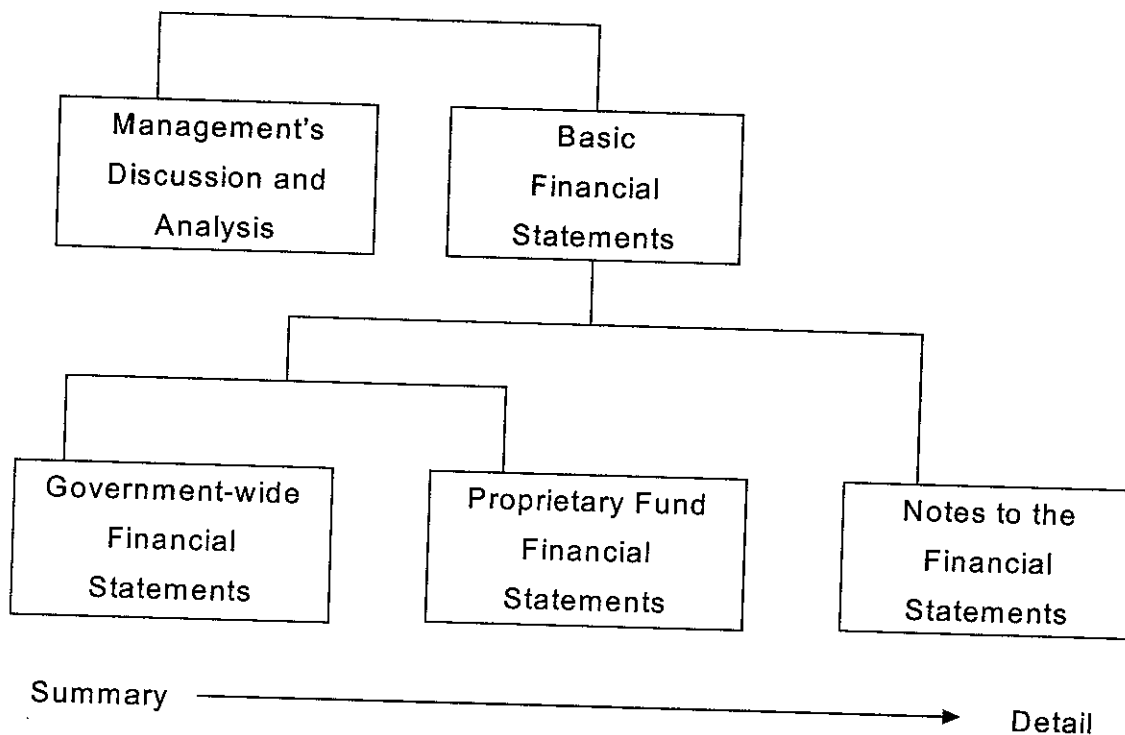 Management's
Discussion and
Analysis
Basic
Financial
Statements
Government-wide
Financial
Statements
Proprietary Fund
Financial
Statements
Notes to the
Financial
Statements
Summary
Detail